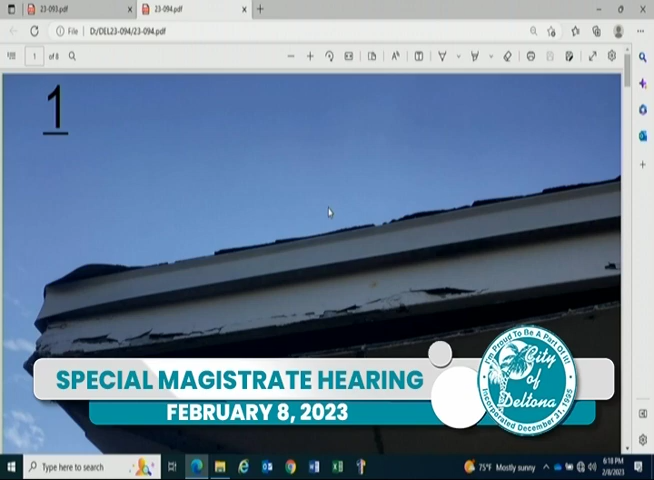 23-093.pdf
23-094.pdf
File
D:/DEL23-094/23-094.pdf
1
of 8
1
SPECIAL MAGISTRATE HEARING
FEBRUARY 8, 2023
I'm Proud To Be A Part Of It!
City
of
Deltona
Incorporated December 31, 1995
Type here to search
75°F Mostly sunny
6:18 PM
2/8/2023